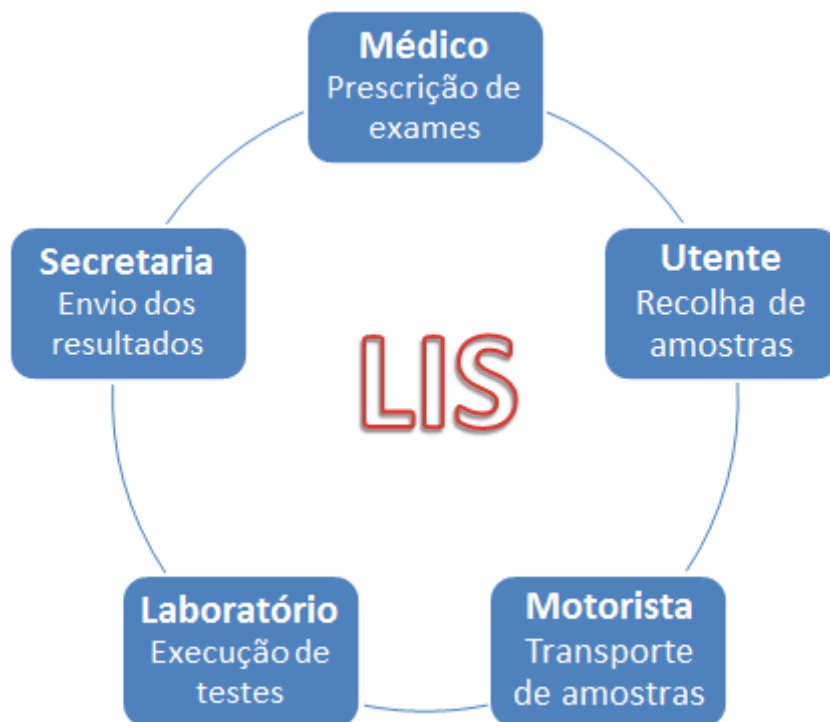 Médico
Prescrição de
exames
Utente
Recolha de
amostras
Motorista
Transporte
de amostras
Laboratório
Execução de
testes
Secretaria
Envio dos
resultados
LIS